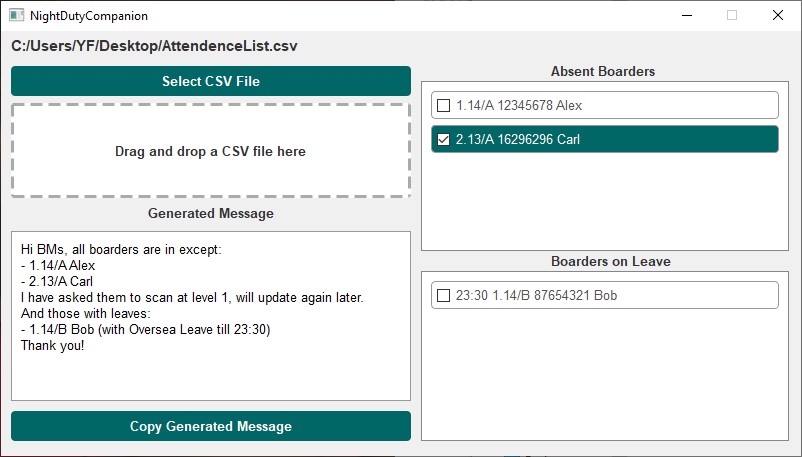 NightDutyCompanion
C:/Users/YF/Desktop/AttendenceList.csv
Select CSV File
Drag and drop a CSV file here
Generated Message
Hi BMs, all boarders are in except:
- 1.14/A Alex
- 2.13/A Carl
I have asked them to scan at level 1, will update again later.
And those with leaves:
- 1.14/B Bob (with Oversea Leave till 23:30)
Thank you!
Copy Generated Message
Absent Boarders
1.14/A 12345678 Alex
2.13/A 16296296 Carl
Boarders on Leave
23:30 1.14/B 87654321 Bob